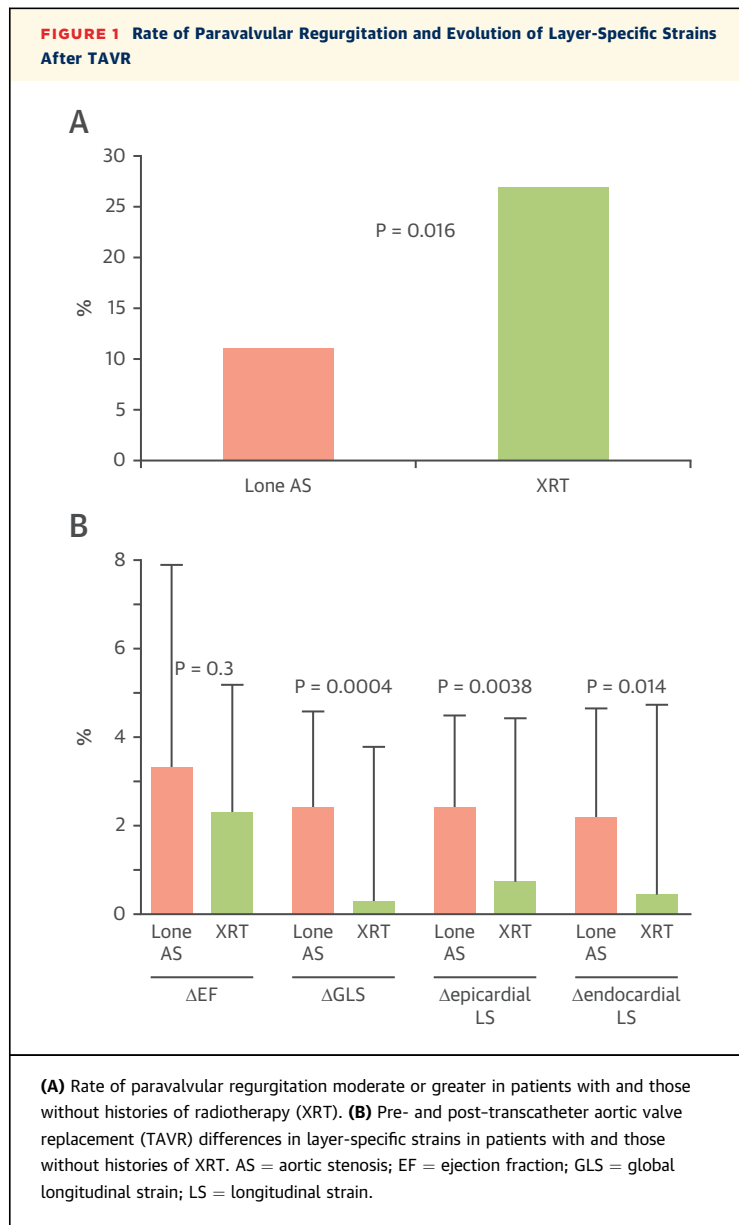 FIGURE 1 Rate of Paravalvular Regurgitation and Evolution of Layer-Specific Strains
After TAVR
A
30
25
20
15
10
5
0
%
P = 0.016
Lone AS
XRT
B
8
6
4
2
0
%
P = 0.3
P = 0.0004
P = 0.0038
P = 0.014
Lone AS
XRT
Lone AS
XRT
Lone AS
XRT
Lone AS
XRT
ΔEF
ΔGLS
Δepicardial LS
Δendocardial LS
(A) Rate of paravalvular regurgitation moderate or greater in patients with and those
without histories of radiotherapy (XRT). (B) Pre- and post-transcatheter aortic valve
replacement (TAVR) differences in layer-specific strains in patients with and those
without histories of XRT. AS = aortic stenosis; EF = ejection fraction; GLS = global
longitudinal strain; LS = longitudinal strain.